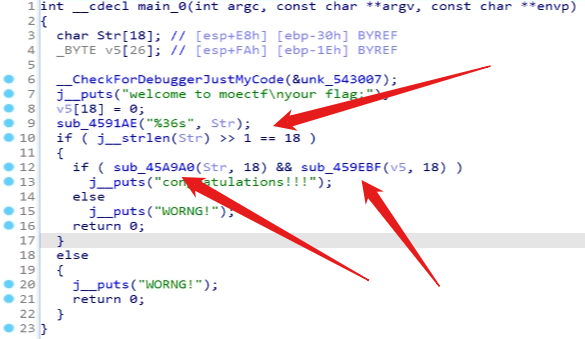 1 int __cdecl main_0(int argc, const char **argv, const char **envp)
2 {
3 char Str[18]; // [esp+E8h] [ebp-30h] BYREF
4 _BYTE v5[26]; // [esp+FAh] [ebp-1Eh] BYREF
5
6 __CheckForDebuggerJustMyCode(&unk_543007);
7 j__puts("welcome to moectf\nyour flag:");
8 v5[18] = 0;
9 sub_4591AE("%36s", Str);
10 if ( j__strlen(Str) >> 1 == 18 )
11 {
12 if ( sub_45A9A0(Str, 18) && sub_459EBF(v5, 18) )
13 j__puts("congratulations!!!");
14 else
15 j__puts("WORNG!");
16 return 0;
17 }
18 else
19 {
20 j__puts("WORNG!");
21 return 0;
22 }
23 }